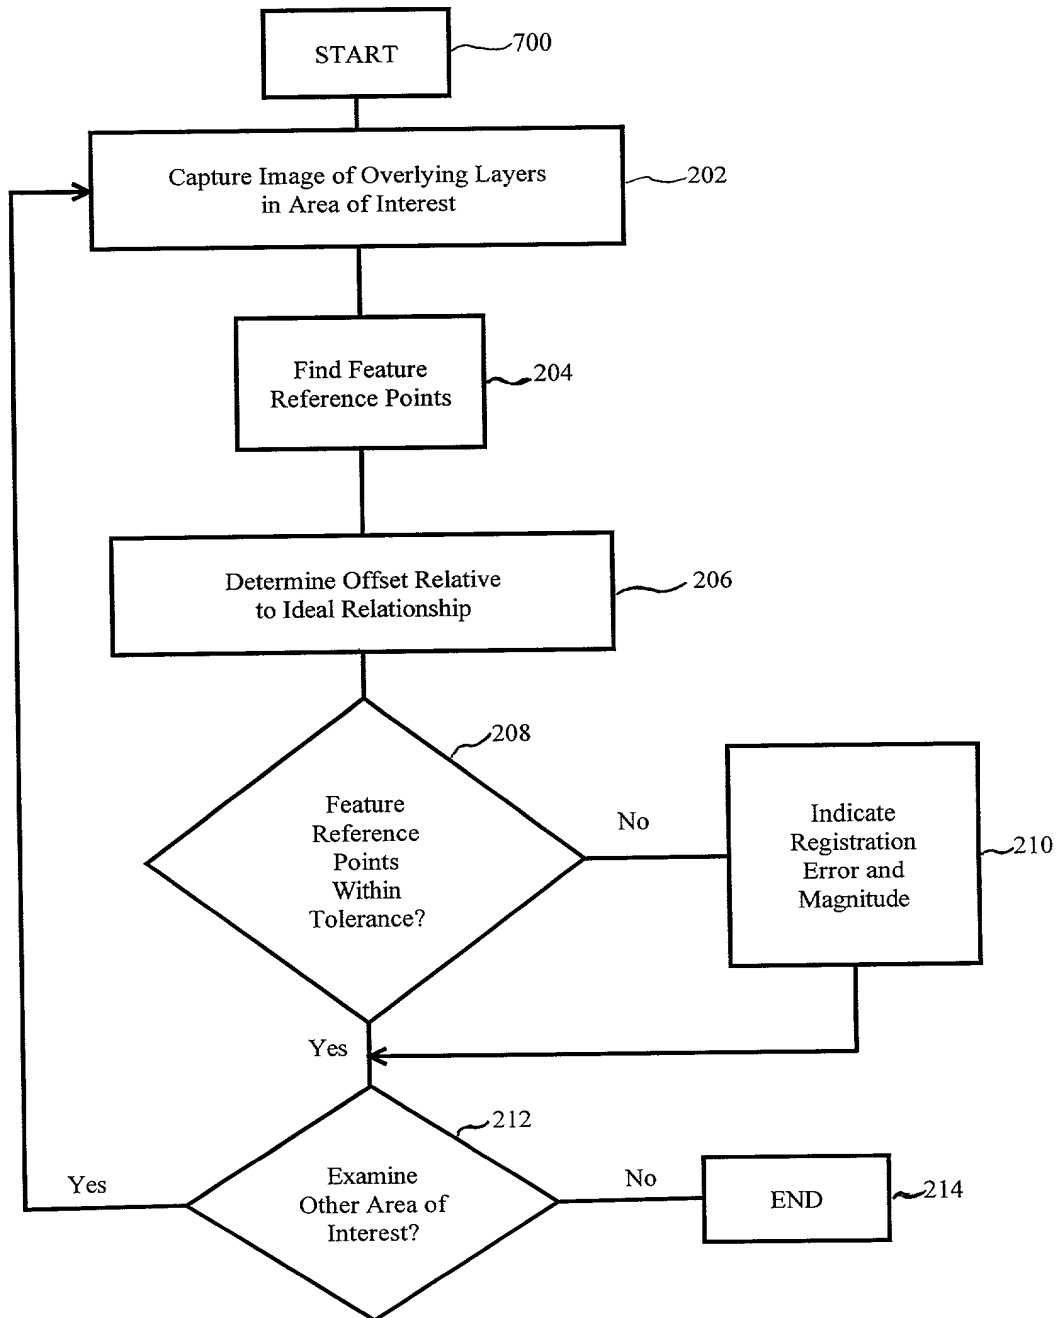 START
700
Capture Image of Overlying Layers
in Area of Interest
202
Find Feature
Reference Points
204
Determine Offset Relative
to Ideal Relationship
206
208
Feature
Reference
Points
Within
Tolerance?
No
Indicate
Registration
Error and
Magnitude
210
Yes
212
Examine
Other Area of
Interest?
Yes
No
END
214